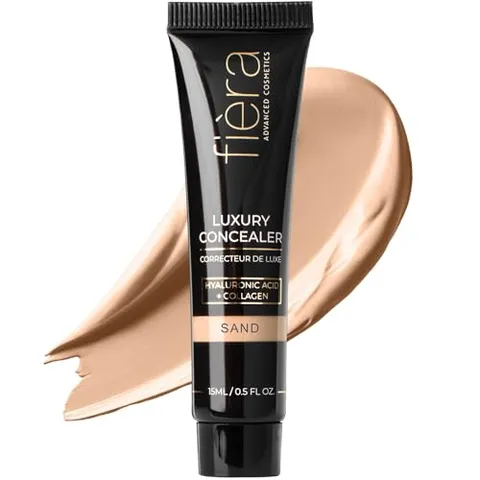 fièra
ADVANCED COSMETICS
LUXURY
CONCEALER
CORRECTEUR DE LUXE
HYALURONIC ACID
+ COLLAGEN
SAND
15ML / 0.5 FL OZ.